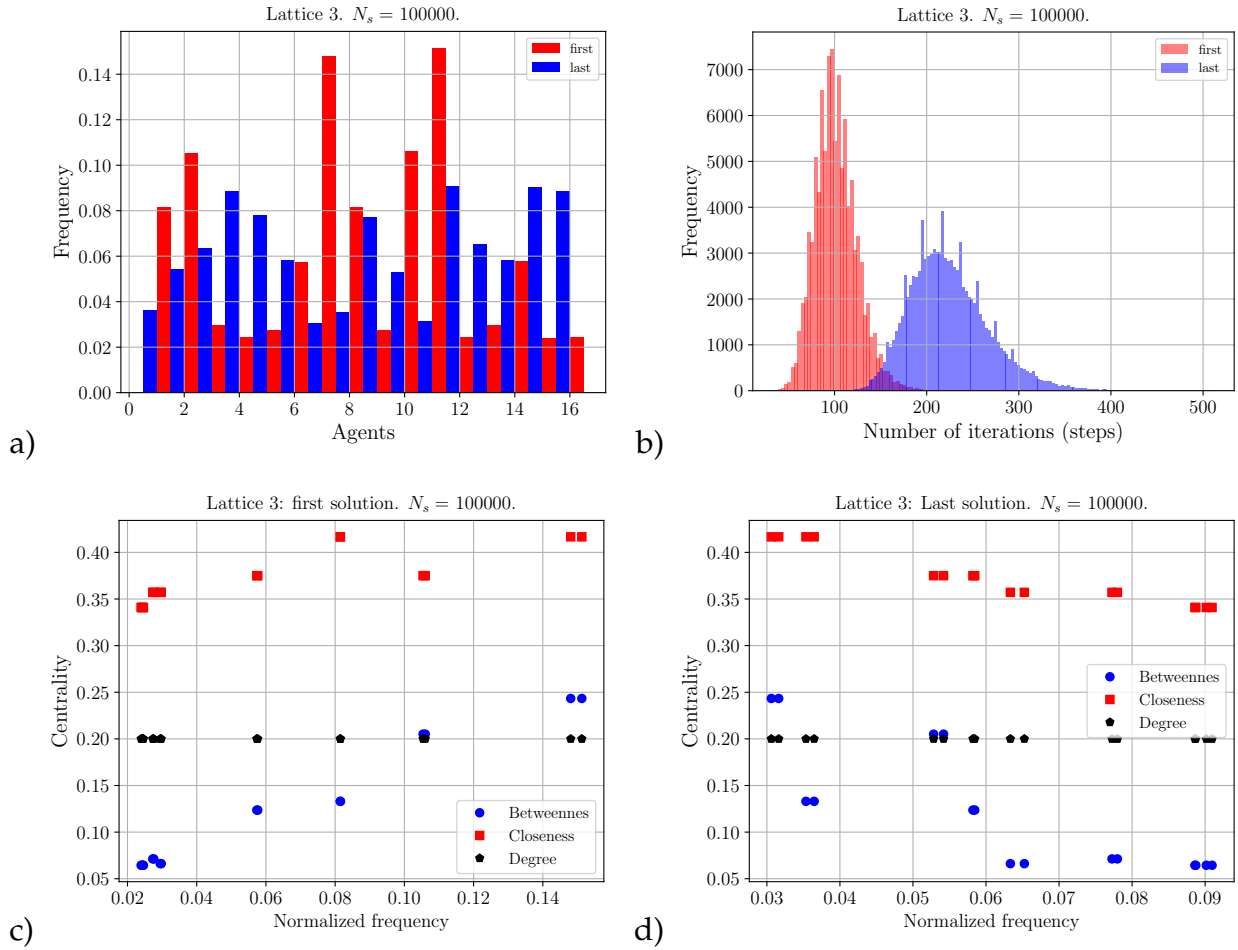 Lattice 3. N_s = 100000.
first
last
Frequency
0.14
0.12
0.10
0.08
0.06
0.04
0.02
0.00
0 2 4 6 8 10 12 14 16
Agents
a)
Lattice 3. N_s = 100000.
first
last
Frequency
7000
6000
5000
4000
3000
2000
1000
0
100 200 300 400 500
Number of iterations (steps)
b)
Lattice 3: first solution. N_s = 100000.
Centrality
0.40
0.35
0.30
0.25
0.20
0.15
0.10
0.05
Betweennes
Closeness
Degree
0.02 0.04 0.06 0.08 0.10 0.12 0.14
Normalized frequency
c)
Lattice 3: Last solution. N_s = 100000.
Centrality
0.40
0.35
0.30
0.25
0.20
0.15
0.10
0.05
Betweennes
Closeness
Degree
0.03 0.04 0.05 0.06 0.07 0.08 0.09
Normalized frequency
d)